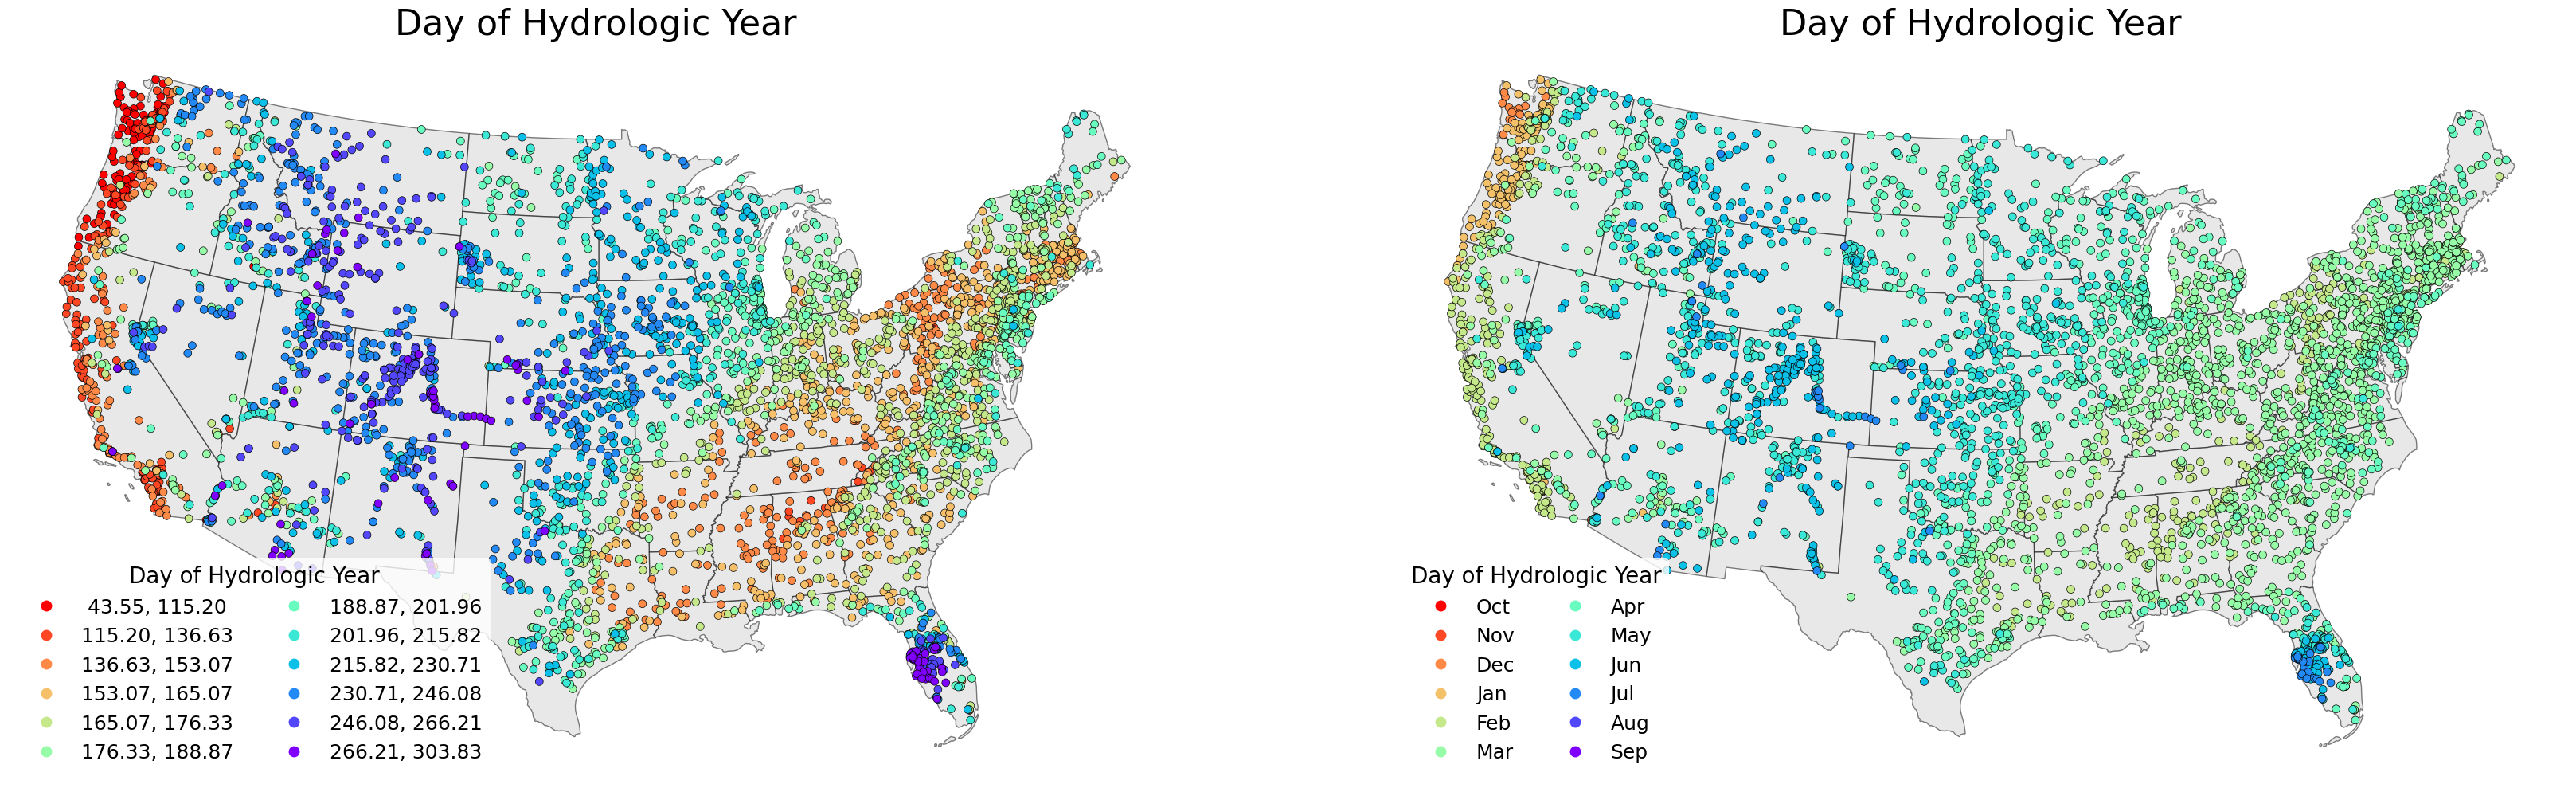 Day of Hydrologic Year
Day of Hydrologic Year
43.55, 115.20
115.20, 136.63
136.63, 153.07
153.07, 165.07
165.07, 176.33
176.33, 188.87
188.87, 201.96
201.96, 215.82
215.82, 230.71
230.71, 246.08
246.08, 266.21
266.21, 303.83
Day of Hydrologic Year
Day of Hydrologic Year
Oct
Nov
Dec
Jan
Feb
Mar
Apr
May
Jun
Jul
Aug
Sep